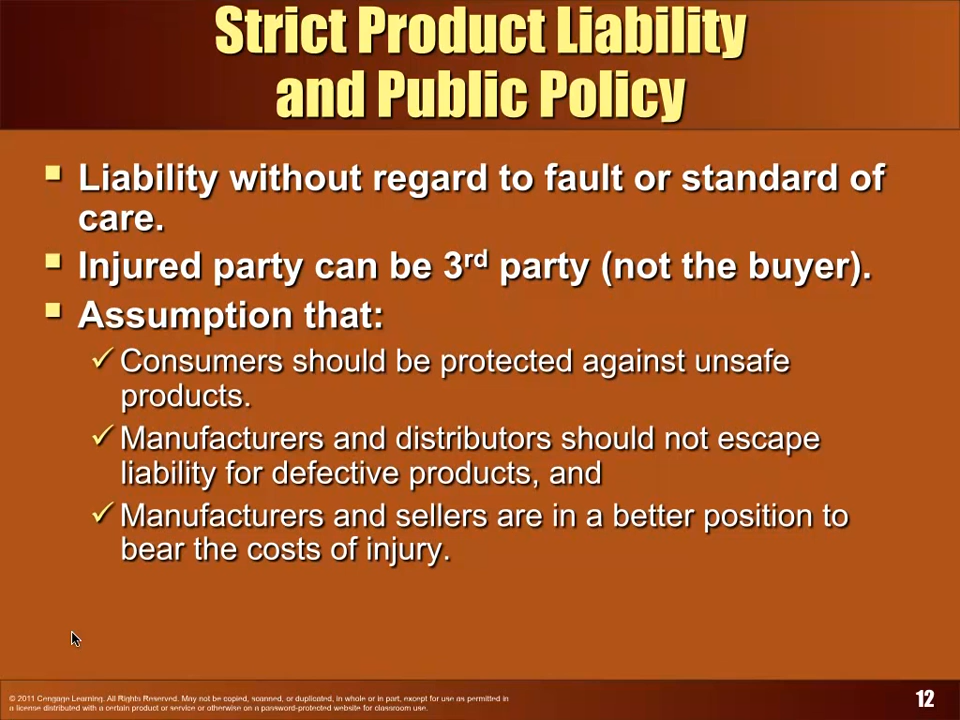 Strict Product Liability
and Public Policy
Liability without regard to fault or standard of
care.
Injured party can be 3rd party (not the buyer).
Assumption that:
Consumers should be protected against unsafe
products.
Manufacturers and distributors should not escape
liability for defective products, and
Manufacturers and sellers are in a better position to
bear the costs of injury.
© 2011 Cengage Learning. All Rights Reserved. May not be copied, scanned, or duplicated, in whole or in part, except for use as permitted in
a license distributed with a certain product or service or otherwise on a password-protected website for classroom use.
12